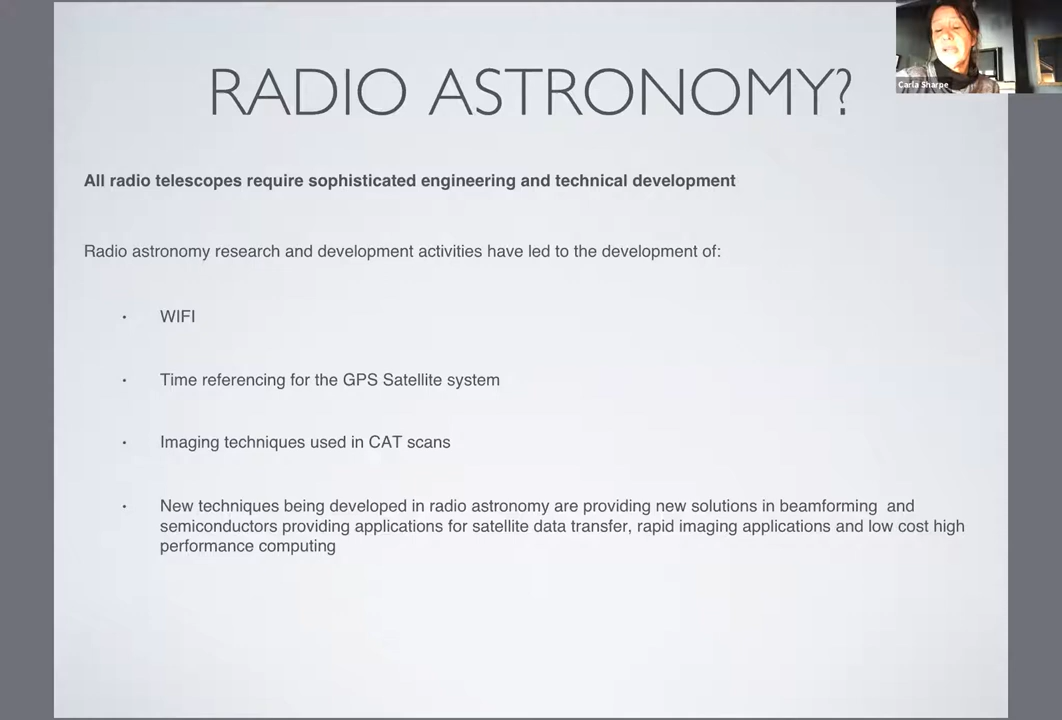 RADIO ASTRONOMY?
Carla Sharpe
All radio telescopes require sophisticated engineering and technical development
Radio astronomy research and development activities have led to the development of:
• WIFI
• Time referencing for the GPS Satellite system
• Imaging techniques used in CAT scans
• New techniques being developed in radio astronomy are providing new solutions in beamforming and
semiconductors providing applications for satellite data transfer, rapid imaging applications and low cost high
performance computing